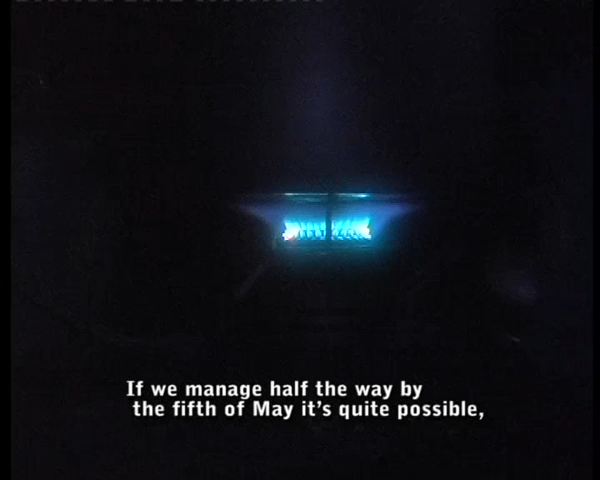 If we manage half the way by
the fifth of May it's quite possible,